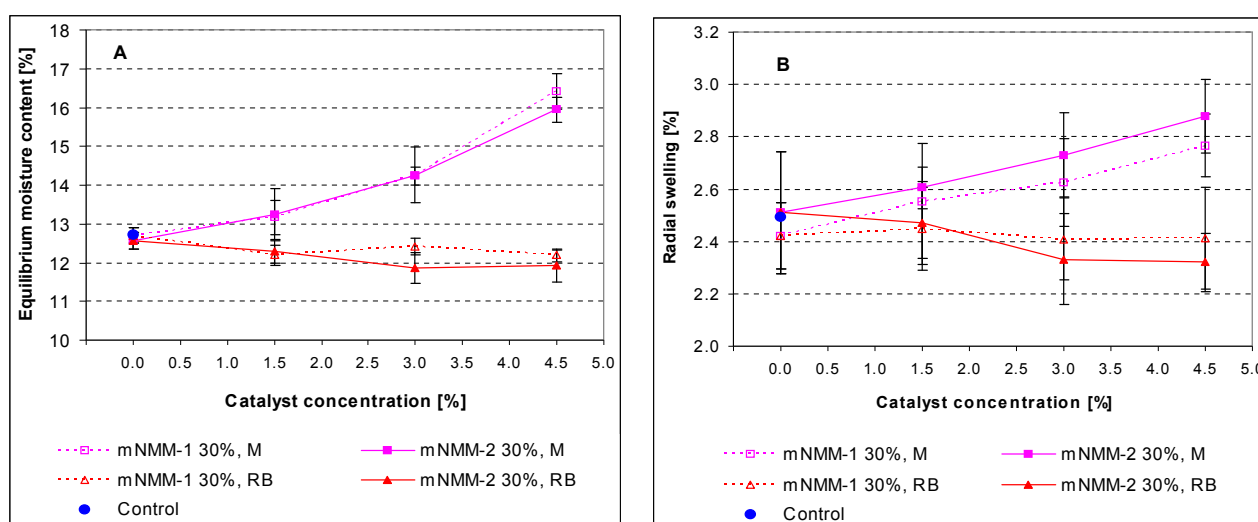 A
Equilibrium moisture content [%]
18
17
16
15
14
13
12
11
10
0.0 0.5 1.0 1.5 2.0 2.5 3.0 3.5 4.0 4.5 5.0
Catalyst concentration [%]
mNMM-1 30%, M mNMM-2 30%, M
mNMM-1 30%, RB mNMM-2 30%, RB
Control
B
Radial swelling [%]
3.2
3.0
2.8
2.6
2.4
2.2
2.0
0.0 0.5 1.0 1.5 2.0 2.5 3.0 3.5 4.0 4.5 5.0
Catalyst concentration [%]
mNMM-1 30%, M mNMM-2 30%, M
mNMM-1 30%, RB mNMM-2 30%, RB
Control